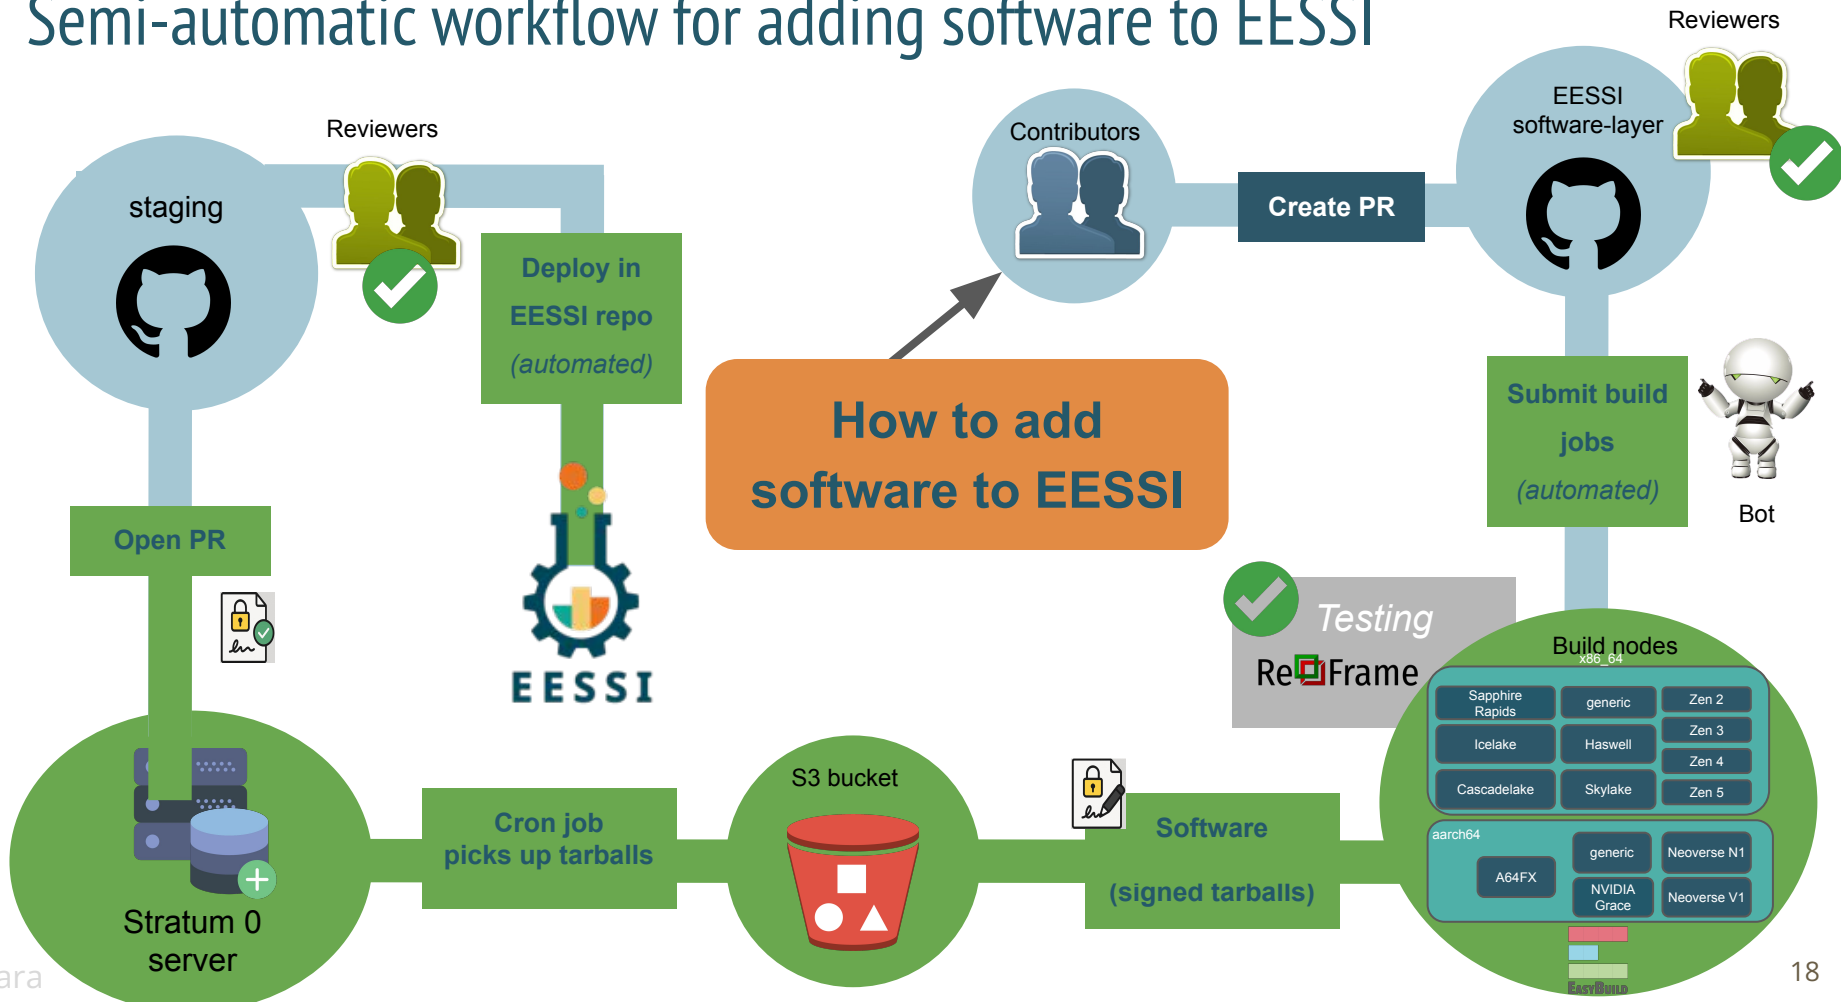 Semi-automatic workflow for adding software to EESSI
Reviewers
Reviewers
Contributors
EESSI
software-layer
staging
Create PR
Deploy in
EESSI repo
(automated)
How to add
software to EESSI
Submit build
jobs
(automated)
Bot
Open PR
EESSI
Testing
ReFrame
Build nodes
x86_64
Sapphire
Rapids
generic
Zen 2
Zen 3
Icelake
Haswell
Zen 4
Cascadelake
Skylake
Zen 5
aarch64
A64FX
generic
Neoverse N1
NVIDIA
Grace
Neoverse V1
EASYBUILD
S3 bucket
Software
(signed tarballs)
Cron job
picks up tarballs
Stratum 0
server
ara
18